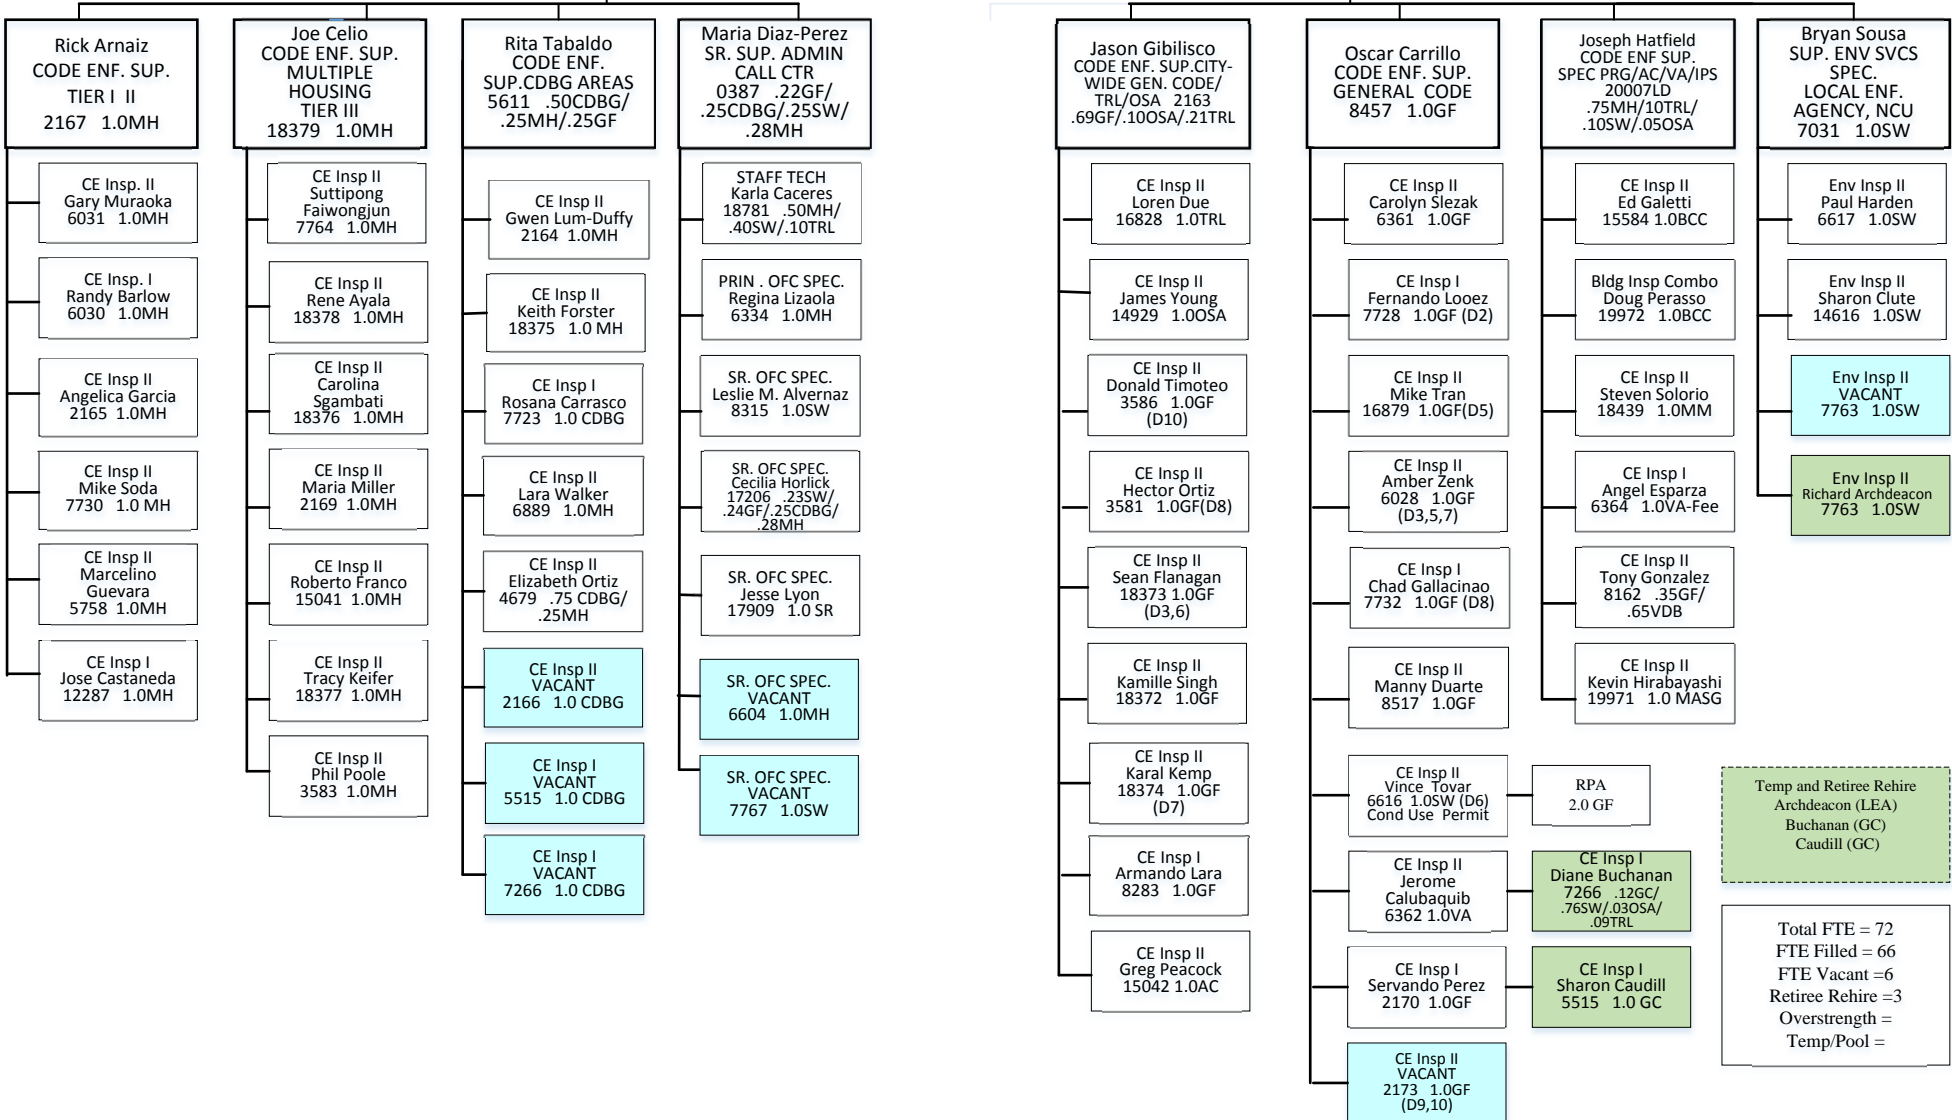 Rick Arnaiz
CODE ENF. SUP.
TIER I  II
2167  1.0MH
CE Insp. II
Gary Muraoka
6031  1.0MH
CE Insp. I
Randy Barlow
6030  1.0MH
CE Insp II
Angelica Garcia
2165  1.0MH
CE Insp II
Mike Soda
7730  1.0 MH
CE Insp II
Marcelino
Guevara
5758  1.0MH
CE Insp I
Jose Castaneda
12287  1.0MH
Joe Celio
CODE ENF. SUP.
MULTIPLE
HOUSING
TIER III
18379  1.0MH
CE Insp II
Suttipong
Faiwongjun
7764  1.0MH
CE Insp II
Rene Ayala
18378  1.0MH
CE Insp II
Carolina
Sgambati
18376  1.0MH
CE Insp II
Maria Miller
2169  1.0MH
CE Insp II
Roberto Franco
15041  1.0MH
CE Insp II
Tracy Keifer
18377  1.0MH
CE Insp II
Phil Poole
3583  1.0MH
Rita Tabaldo
CODE ENF.
SUP.CDBG AREAS
5611  .50CDBG/
.25MH/.25GF
CE Insp II
Gwen Lum-Duffy
2164  1.0MH
CE Insp II
Keith Forster
18375  1.0 MH
CE Insp I
Rosana Carrasco
7723  1.0 CDBG
CE Insp II
Lara Walker
6889  1.0MH
CE Insp II
Elizabeth Ortiz
4679  .75 CDBG/
.25MH
CE Insp II
VACANT
2166  1.0 CDBG
CE Insp I
VACANT
5515  1.0 CDBG
CE Insp I
VACANT
7266  1.0 CDBG
Maria Diaz-Perez
SR. SUP. ADMIN
CALL CTR
0387  .22GF/
.25CDBG/.25SW/
.28MH
STAFF TECH
Karla Caceres
18781  .50MH/
.40SW/.10TRL
PRIN . OFC SPEC.
Regina Lizaola
6334  1.0MH
SR. OFC SPEC.
Leslie M. Alvernaz
8315  1.0SW
SR. OFC SPEC.
Cecilia Horlick
17206  .23SW/
.24GF/.25CDBG/
.28MH
SR. OFC SPEC.
Jesse Lyon
17909  1.0 SR
SR. OFC SPEC.
VACANT
6604  1.0MH
SR. OFC SPEC.
VACANT
7767  1.0SW
Jason Gibilisco
CODE ENF. SUP.CITY-
WIDE GEN. CODE/
TRL/OSA  2163
.69GF/.10OSA/.21TRL
CE Insp II
Loren Due
16828  1.0TRL
CE Insp II
James Young
14929  1.0OSA
CE Insp II
Donald Timoteo
3586  1.0GF
(D10)
CE Insp II
Hector Ortiz
3581  1.0GF(D8)
CE Insp II
Sean Flanagan
18373 1.0GF
(D3,6)
CE Insp II
Kamille Singh
18372  1.0GF
CE Insp II
Karal Kemp
18374  1.0GF
(D7)
CE Insp I
Armando Lara
8283  1.0GF
CE Insp II
Greg Peacock
15042 1.0AC
Oscar Carrillo
CODE ENF. SUP.
GENERAL  CODE
8457  1.0GF
CE Insp II
Carolyn Slezak
6361  1.0GF
CE Insp I
Fernando Looez
7728  1.0GF (D2)
CE Insp II
Mike Tran
16879  1.0GF(D5)
CE Insp II
Amber Zenk
6028  1.0GF
(D3,5,7)
CE Insp I
Chad Gallacinao
7732  1.0GF (D8)
CE Insp II
Manny Duarte
8517  1.0GF
CE Insp II
Vince  Tovar
6616  1.0SW (D6)
Cond Use  Permit
RPA
2.0 GF
CE Insp II
Jerome
Calubaquib
6362 1.0VA
CE Insp I
Diane Buchanan
7266  .12GC/
.76SW/.03OSA/
.09TRL
CE Insp I
Servando Perez
2170  1.0GF
CE Insp I
Sharon Caudill
5515  1.0 GC
CE Insp II
VACANT
2173  1.0GF
(D9,10)
Joseph Hatfield
CODE ENF SUP.
SPEC PRG/AC/VA/IPS
20007LD
.75MH/10TRL/
.10SW/.05OSA
CE Insp II
Ed Galetti
15584 1.0BCC
Bldg Insp Combo
Doug Perasso
19972  1.0BCC
CE Insp II
Steven Solorio
18439  1.0MM
CE Insp I
Angel Esparza
6364  1.0VA-Fee
CE Insp II
Tony Gonzalez
8162  .35GF/
.65VDB
CE Insp II
Kevin Hirabayashi
19971  1.0 MASG
Bryan Sousa
SUP. ENV SVCS
SPEC.
LOCAL ENF.
AGENCY, NCU
7031  1.0SW
Env Insp II
Paul Harden
6617  1.0SW
Env Insp II
Sharon Clute
14616  1.0SW
Env Insp II
VACANT
7763  1.0SW
Env Insp II
Richard Archdeacon
7763  1.0SW
Temp and Retiree Rehire
Archdeacon (LEA)
Buchanan (GC)
Caudill (GC)
Total FTE = 72
FTE Filled = 66
FTE Vacant =6
Retiree Rehire =3
Overstrength =
Temp/Pool =